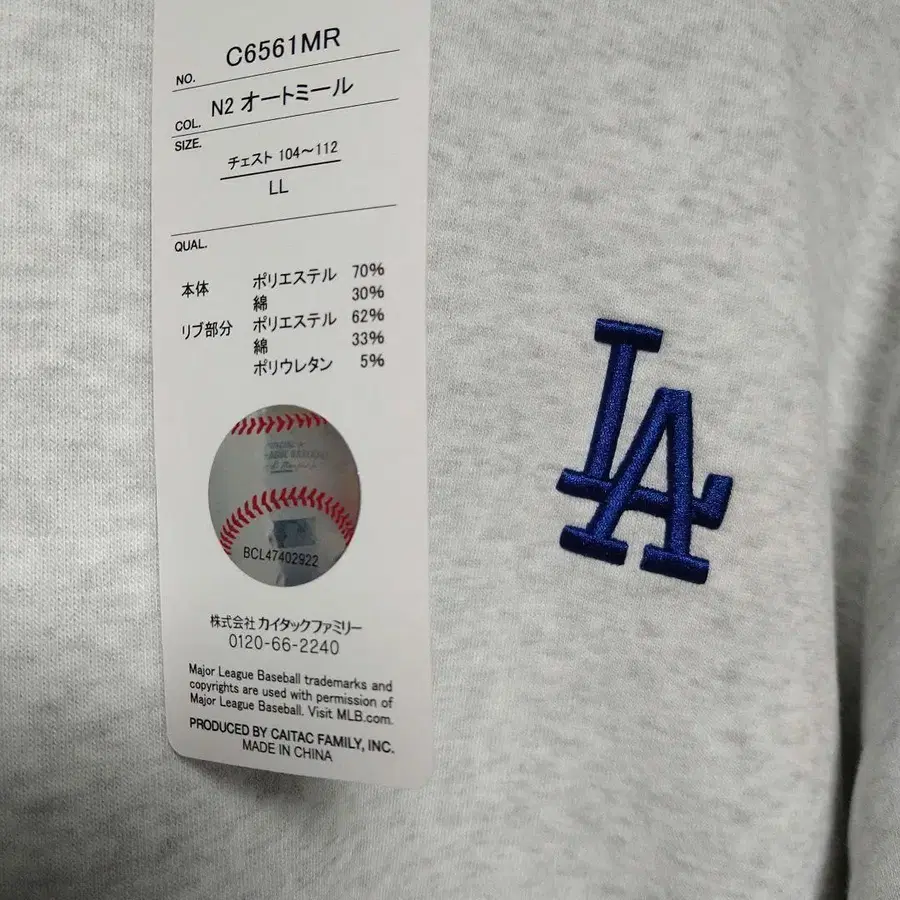 NO. C6561MR
COL. N2 オートミール
SIZE.
チェスト 104～112
LL
QUAL.
本体 ポリエステル 70%
綿 30%
リブ部分 ポリエステル 62%
綿 33%
ポリウレタン 5%
BCL47402922
株式会社 カイタックファミリー
0120-66-2240
Major League Baseball trademarks and
copyrights are used with permission of
Major League Baseball. Visit MLB.com.
PRODUCED BY CAITAC FAMILY, INC.
MADE IN CHINA
LA